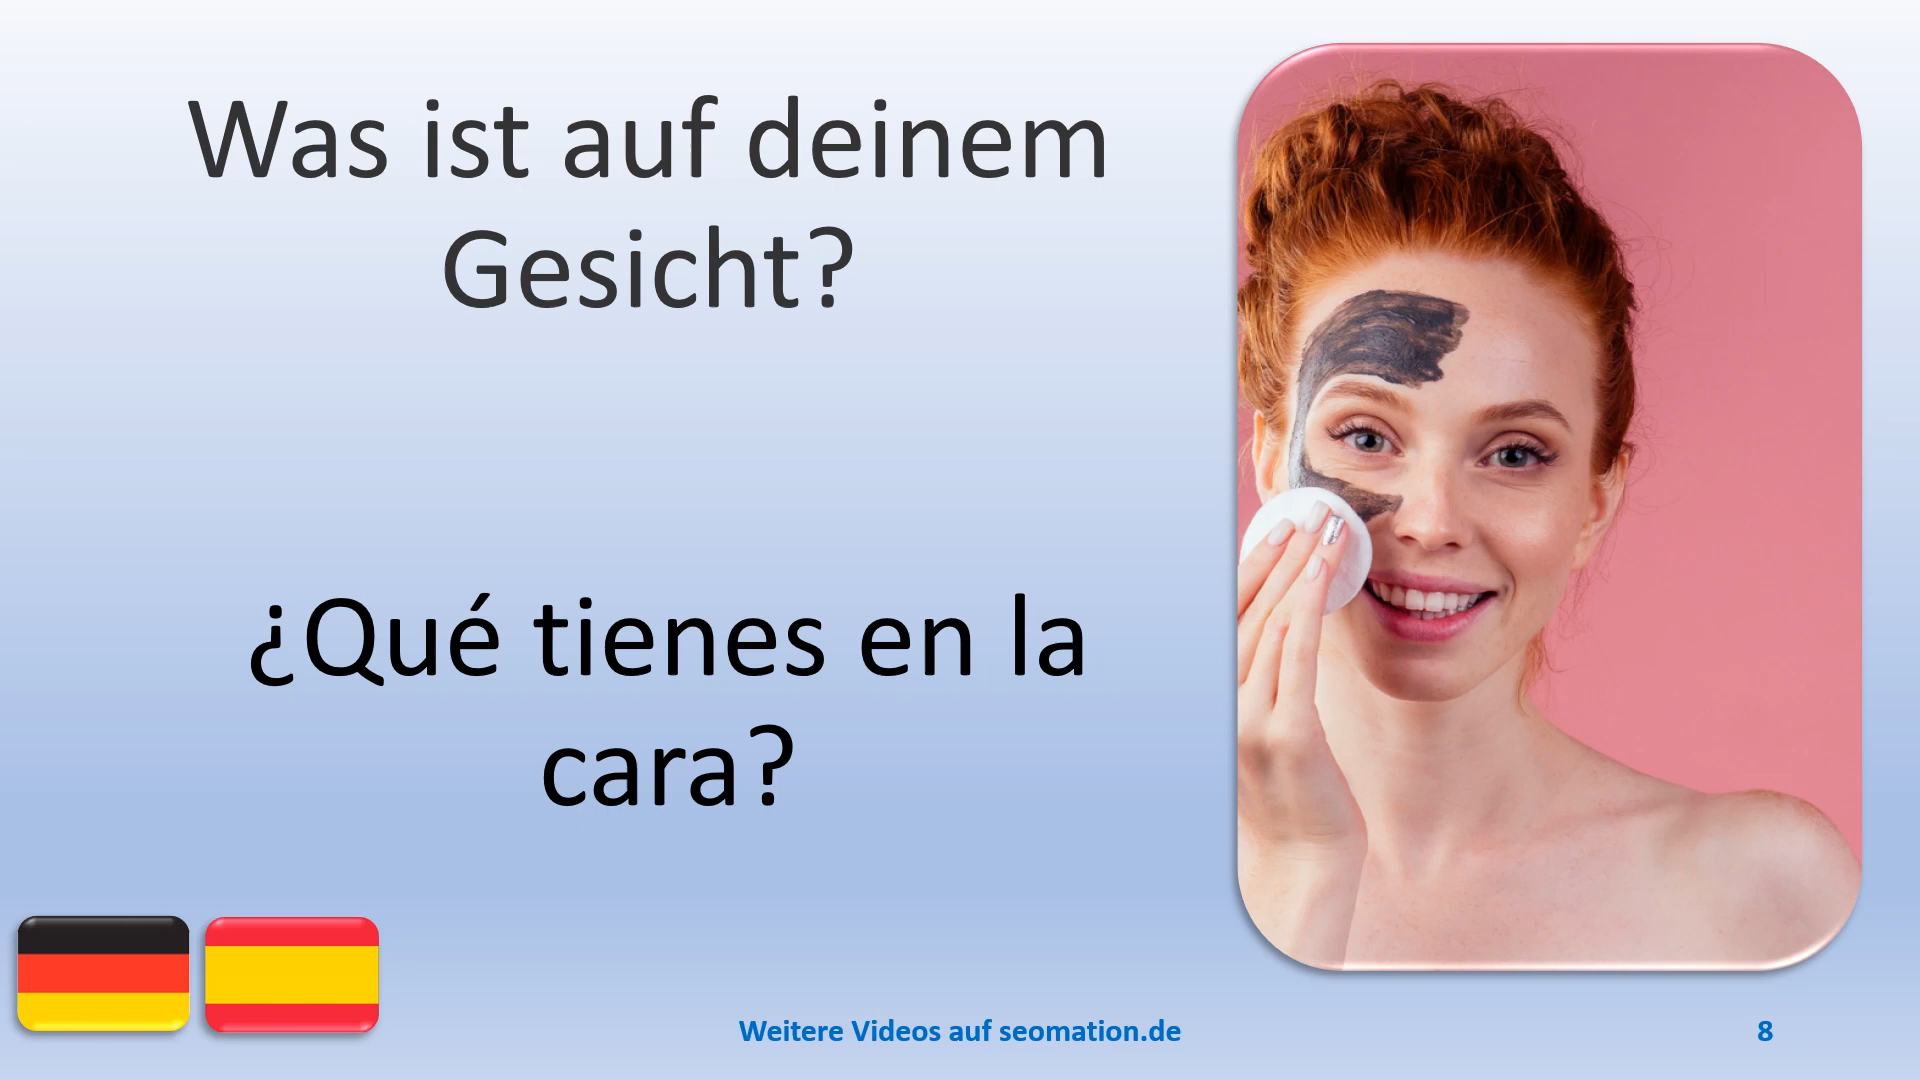 Was ist auf deinem
Gesicht?
¿Qué tienes en la
cara?
Weitere Videos auf seomation.de
8